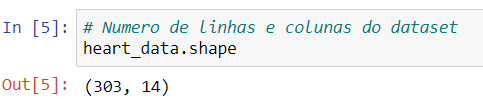 In [5]: # Numero de linhas e colunas do dataset
heart_data.shape
Out[5]: (303, 14)